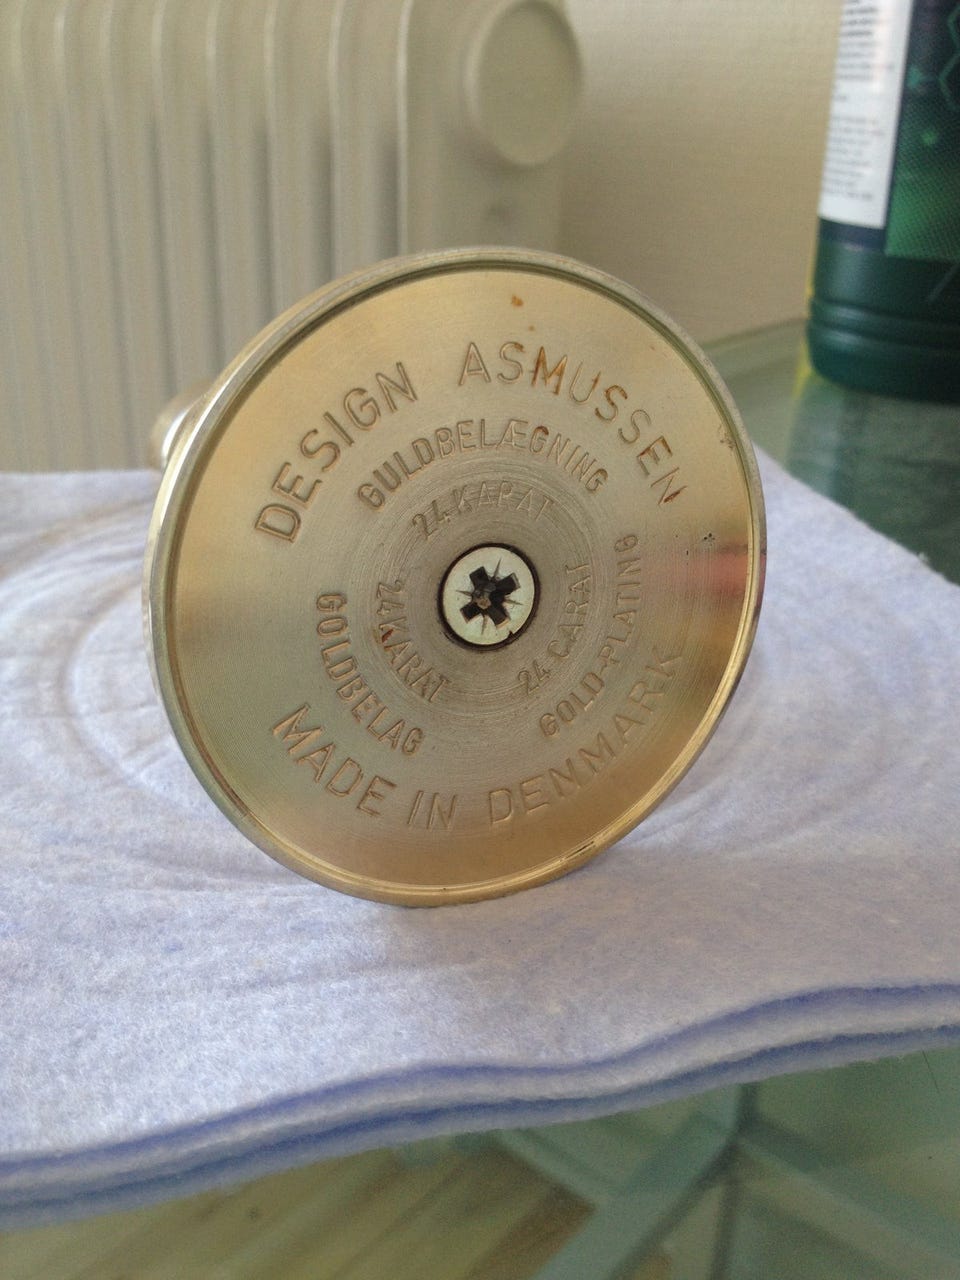 DESIGN ASMUSSEN
GULDBELÆGNING
24 KARAT
24 KARAT
GOLDBELAG
24 CARAT
GOLD-PLATING
MADE IN DENMARK